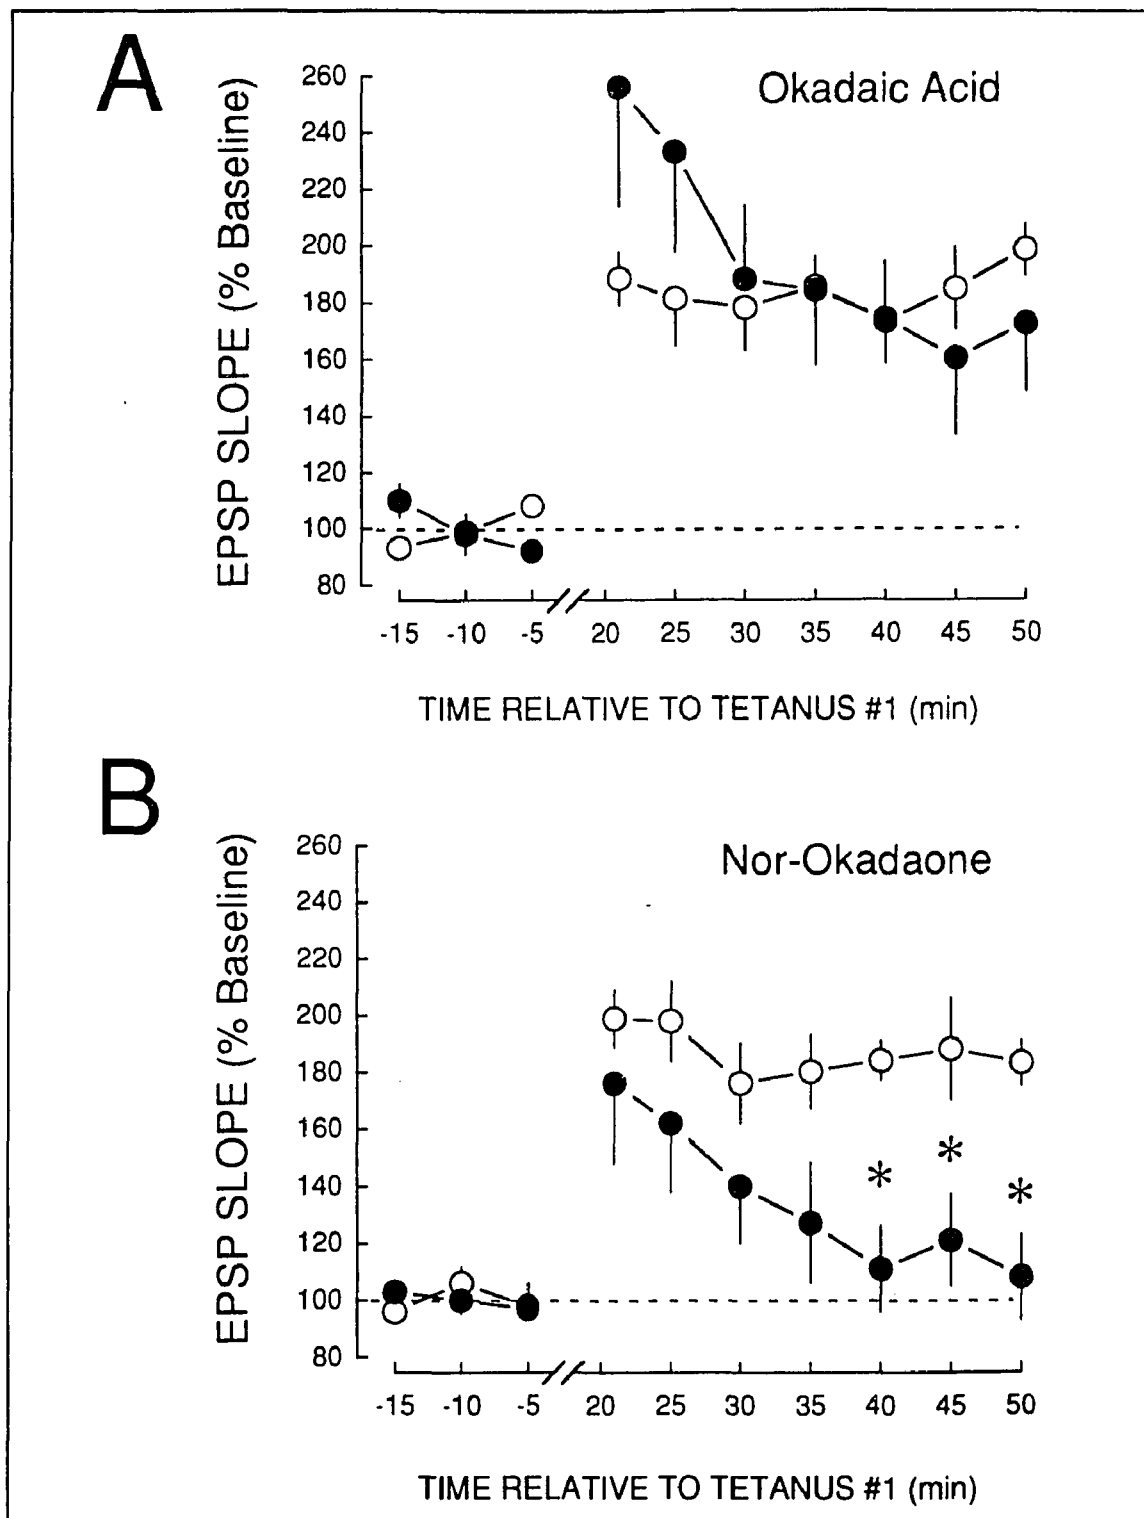 A
Okadaic Acid
EPSP SLOPE (% Baseline)
260
240
220
200
180
160
140
120
100
80
-15 -10 -5 20 25 30 35 40 45 50
TIME RELATIVE TO TETANUS #1 (min)
B
Nor-Okadaone
EPSP SLOPE (% Baseline)
260
240
220
200
180
160
140
120
100
80
* * *
-15 -10 -5 20 25 30 35 40 45 50
TIME RELATIVE TO TETANUS #1 (min)